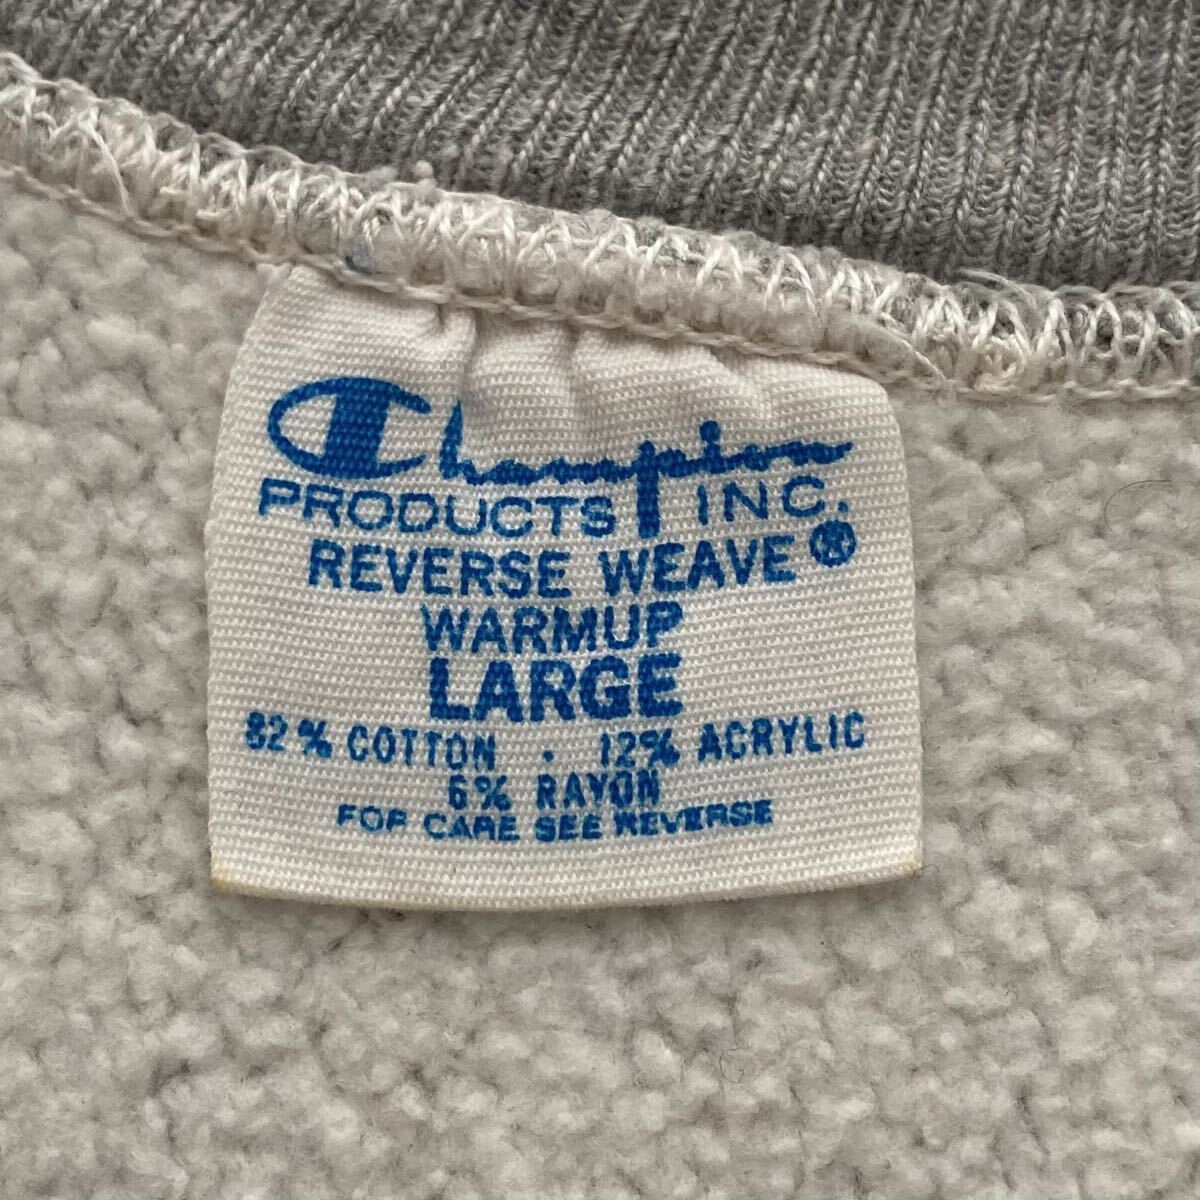 Champion
PRODUCTS INC.
REVERSE WEAVE®
WARMUP
LARGE
82% COTTON · 12% ACRYLIC
6% RAYON
FOR CARE SEE REVERSE